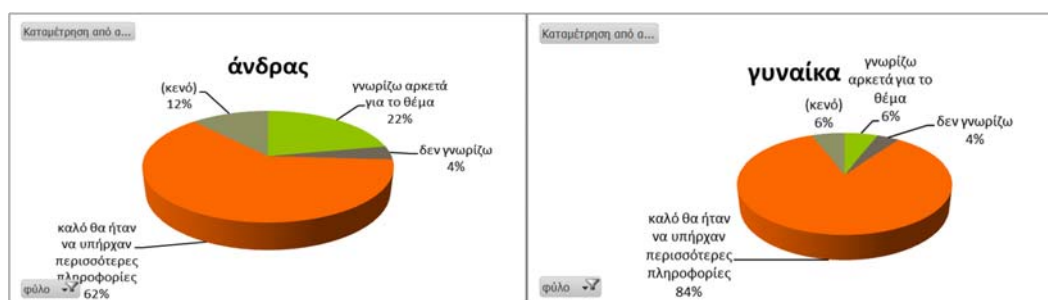 Καταμέτρηση από α...
άνδρας
(κενό)
12%
γνωρίζω αρκετά
για το θέμα
22%
δεν γνωρίζω
4%
καλό θα ήταν
να υπήρχαν
περισσότερες
πληροφορίες
62%
φύλο
Καταμέτρηση από α...
γυναίκα
(κενό)
6%
γνωρίζω
αρκετά για το
θέμα
6%
δεν γνωρίζω
4%
καλό θα ήταν
να υπήρχαν
περισσότερες
πληροφορίες
84%
φύλο